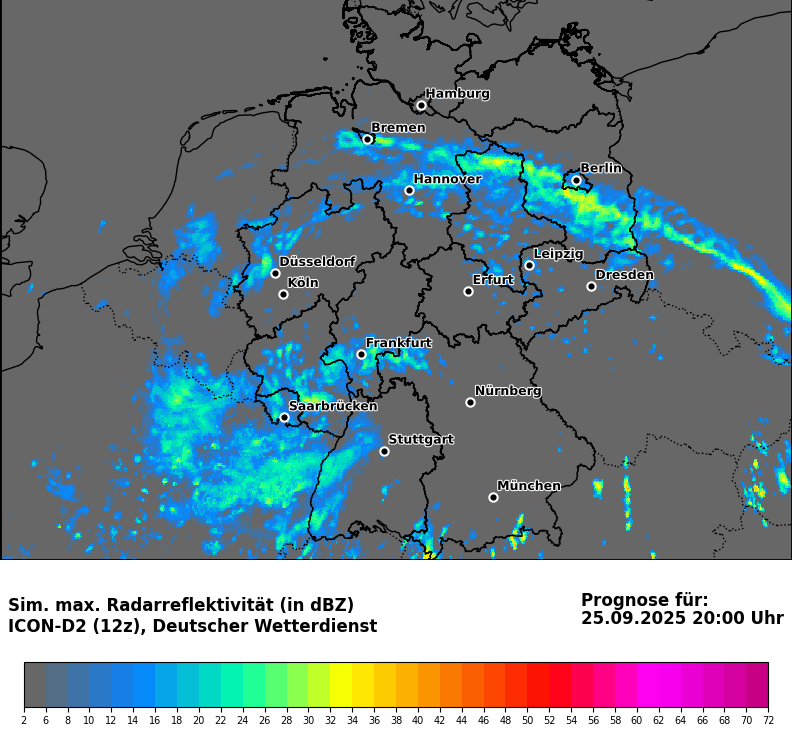 Hamburg
Bremen
Berlin
Hannover
Leipzig
Düsseldorf
Dresden
Köln
Erfurt
Frankfurt
Nürnberg
Saarbrücken
Stuttgart
München
Sim. max. Radarreflektivität (in dBZ)
ICON-D2 (12z), Deutscher Wetterdienst
Prognose für:
25.09.2025 20:00 Uhr
2 6 8 10 12 14 16 18 20 22 24 26 28 30 32 34 36 38 40 42 44 46 48 50 52 54 56 58 60 62 64 66 68 70 72